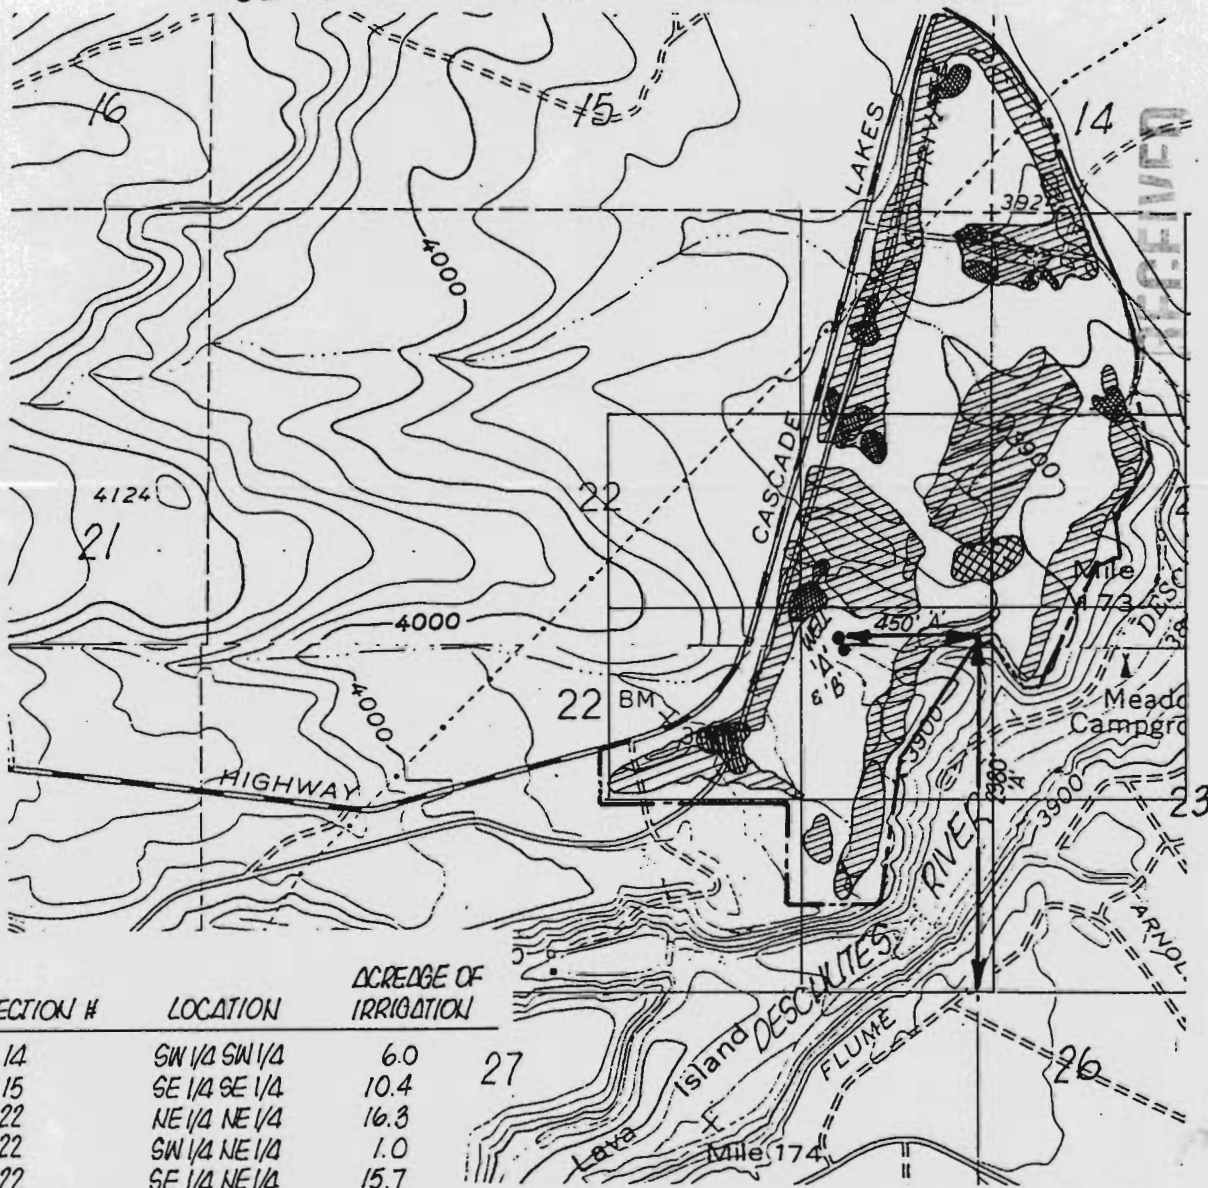 16
15
14
LAKES
RECEIVED
4000
CASCADE
3900
4124
22
21
4000
Mile
173
450' 'A'
WELL
'A'
& 'B'
4000
22
BM
3900
Meado
Campgro
HIGHWAY
2980'
'A'
3900
23
RIVER
DESCHUTES
ARNOL
FLUME
Lava Island
Mile 174
26
27
ECTION # LOCATION ACREAGE OF IRRIGATION
14 SW 1/4 SW 1/4 6.0
15 SE 1/4 SE 1/4 10.4
22 NE 1/4 NE 1/4 16.3
22 SW 1/4 NE 1/4 1.0
22 SE 1/4 NE 1/4 15.7